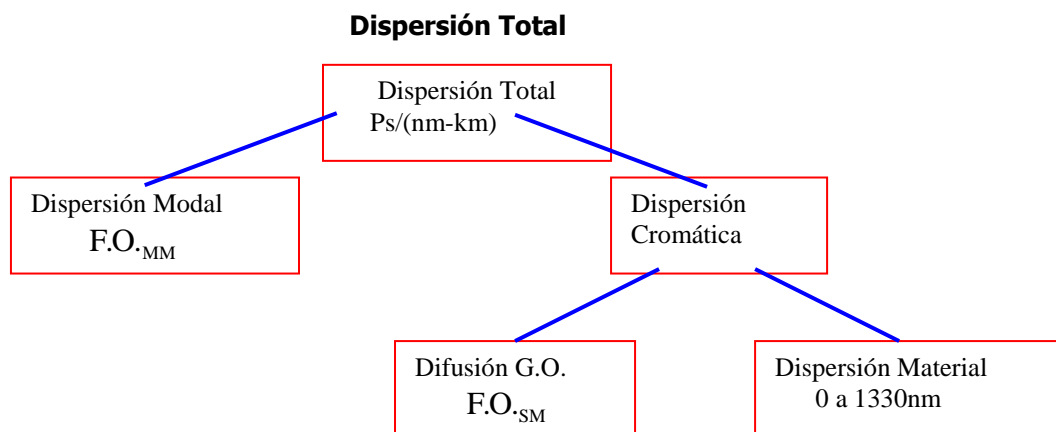 Dispersión Total
Dispersión Total
Ps/(nm-km)
Dispersión Modal
F.O.MM
Dispersión
Cromática
Difusión G.O.
F.O.SM
Dispersión Material
0 a 1330nm